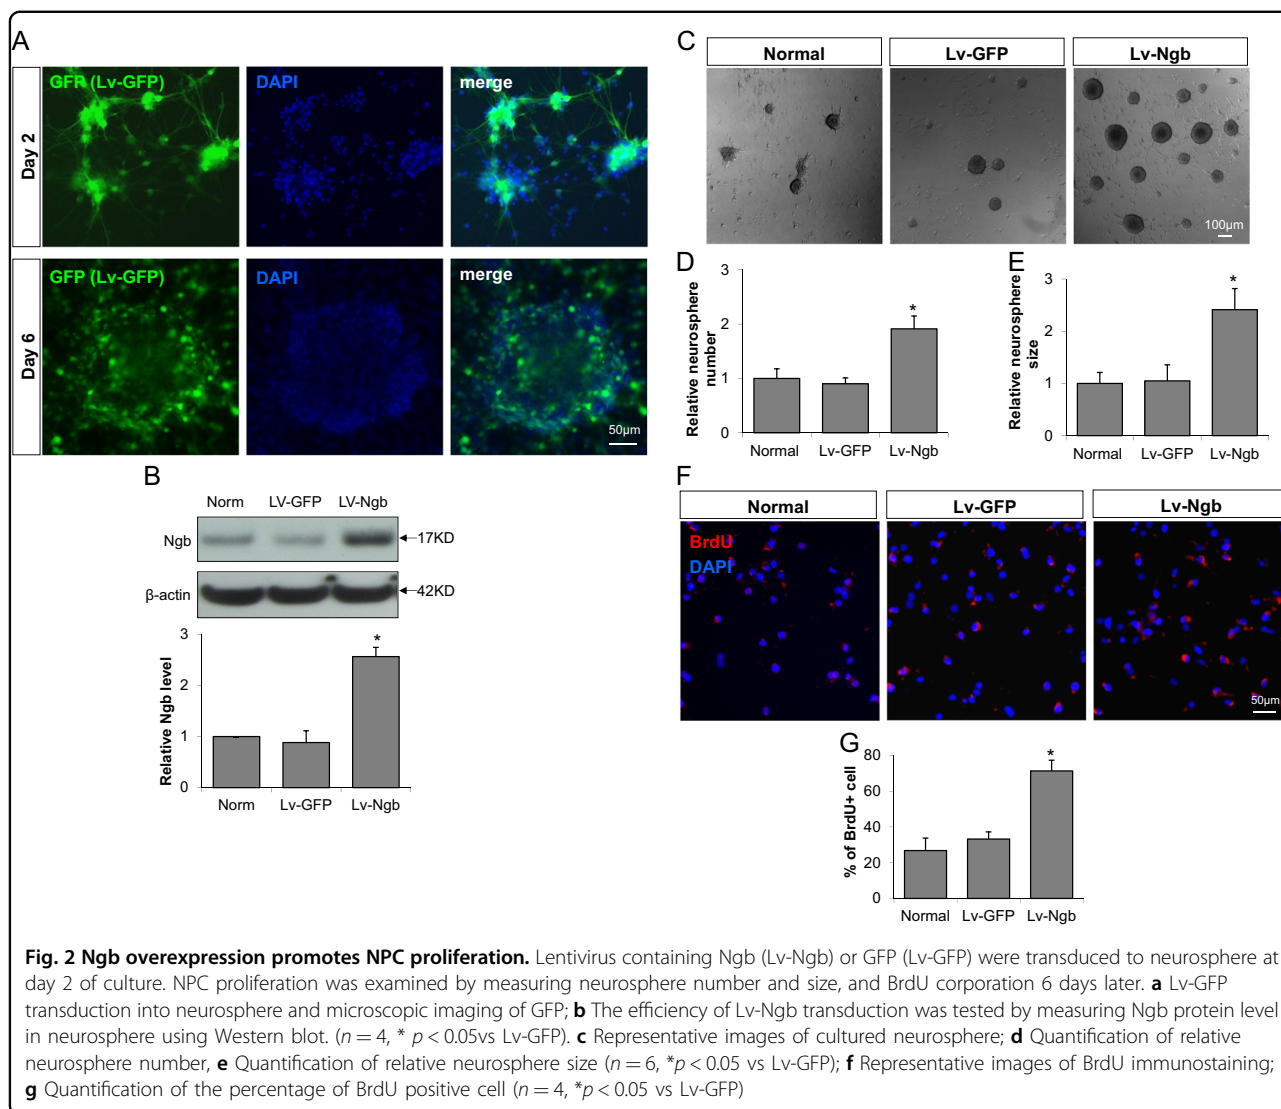 A
GFP (Lv-GFP)
DAPI
merge
Day 2
GFP (Lv-GFP)
DAPI
merge
Day 6
50µm
B
Norm
LV-GFP
LV-Ngb
Ngb
17KD
β-actin
42KD
3
2
1
0
Relative Ngb level
*
Norm
Lv-GFP
Lv-Ngb
C
Normal
Lv-GFP
Lv-Ngb
100µm
D
3
2
1
0
Relative neurosphere
number
*
Normal
Lv-GFP
Lv-Ngb
E
3
2
1
0
Relative neurosphere
size
*
Normal
Lv-GFP
Lv-Ngb
F
Normal
Lv-GFP
Lv-Ngb
BrdU
DAPI
50µm
G
80
60
40
20
0
% of BrdU+ cell
*
Normal
Lv-GFP
Lv-Ngb
Fig. 2 Ngb overexpression promotes NPC proliferation. Lentivirus containing Ngb (Lv-Ngb) or GFP (Lv-GFP) were transduced to neurosphere at
day 2 of culture. NPC proliferation was examined by measuring neurosphere number and size, and BrdU corporation 6 days later. a Lv-GFP
transduction into neurosphere and microscopic imaging of GFP; b The efficiency of Lv-Ngb transduction was tested by measuring Ngb protein level
in neurosphere using Western blot. (n = 4, * p < 0.05vs Lv-GFP). c Representative images of cultured neurosphere; d Quantification of relative
neurosphere number, e Quantification of relative neurosphere size (n = 6, *p < 0.05 vs Lv-GFP); f Representative images of BrdU immunostaining;
g Quantification of the percentage of BrdU positive cell (n = 4, *p < 0.05 vs Lv-GFP)